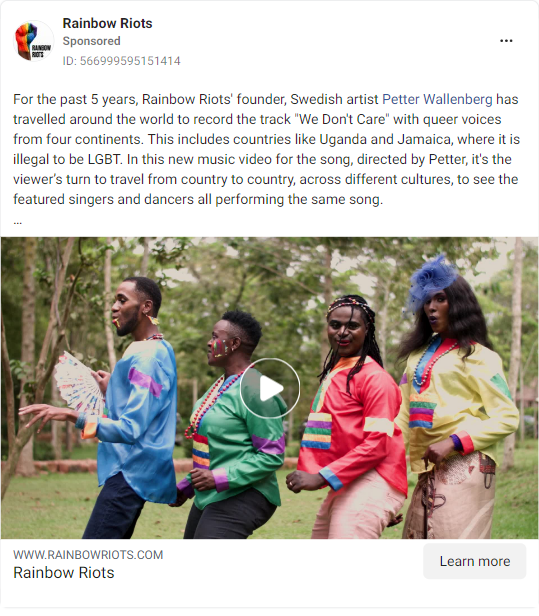 Rainbow Riots
Sponsored
ID: 566999595151414
RAINBOW
RIOTS
For the past 5 years, Rainbow Riots' founder, Swedish artist Petter Wallenberg has
travelled around the world to record the track "We Don't Care" with queer voices
from four continents. This includes countries like Uganda and Jamaica, where it is
illegal to be LGBT. In this new music video for the song, directed by Petter, it's the
viewer’s turn to travel from country to country, across different cultures, to see the
featured singers and dancers all performing the same song.
...
WWW.RAINBOWRIOTS.COM
Rainbow Riots
Learn more